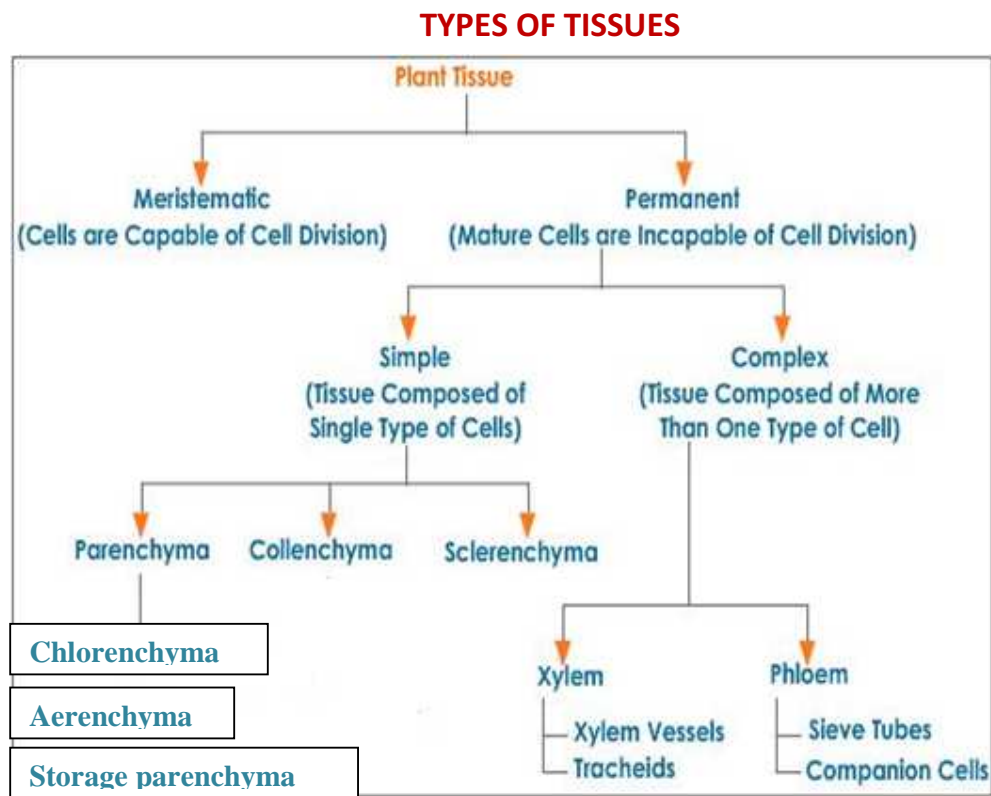 TYPES OF TISSUES
Plant Tissue
Meristematic
(Cells are Capable of Cell Division)
Permanent
(Mature Cells are Incapable of Cell Division)
Simple
(Tissue Composed of
Single Type of Cells)
Complex
(Tissue Composed of More
Than One Type of Cell)
Parenchyma
Collenchyma
Sclerenchyma
Chlorenchyma
Aerenchyma
Storage parenchyma
Xylem
Xylem Vessels
Tracheids
Phloem
Sieve Tubes
Companion Cells